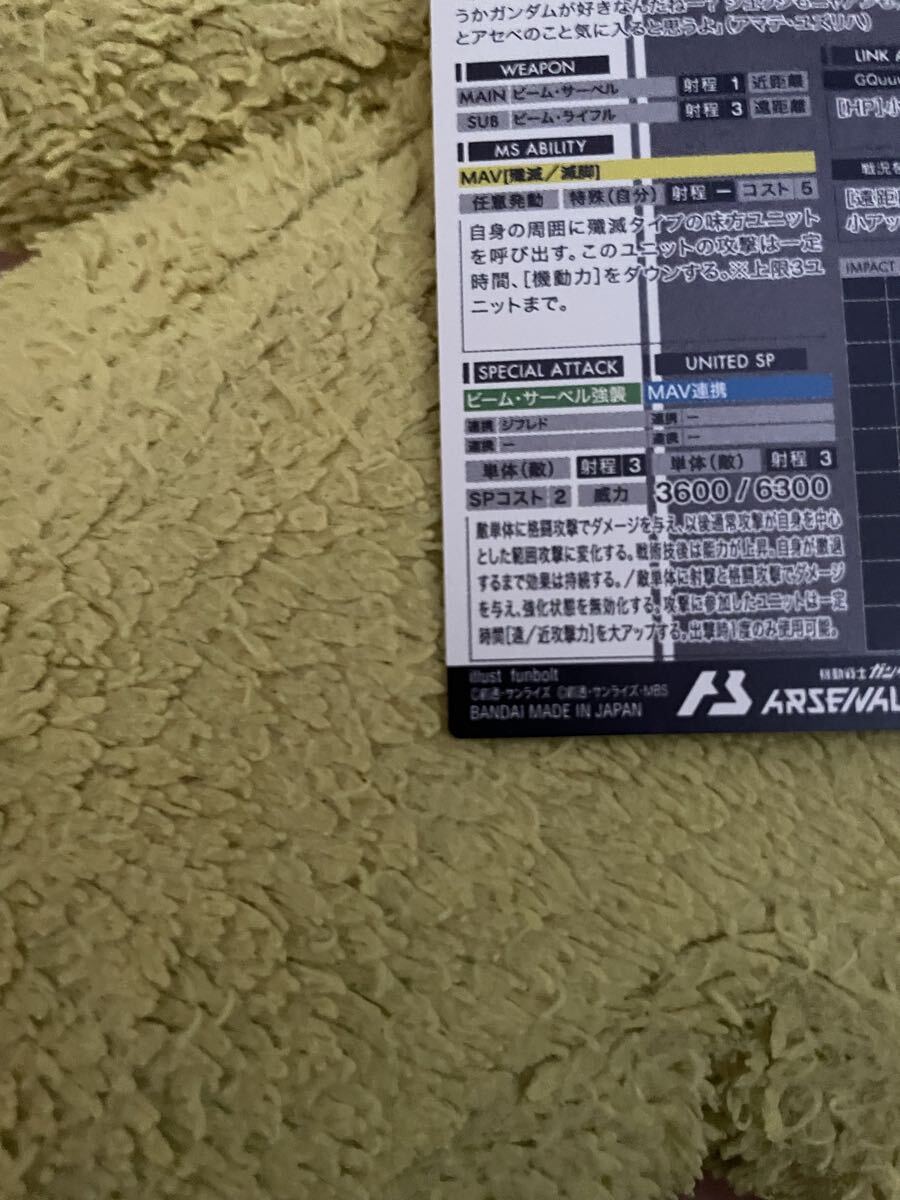 うかガンダムが好きなんだねー？
とアセベのこと気に入ると思うよ」(アマテ・ユズリハ)
WEAPON
MAIN ビーム・サーベル 射程 1 近距離
SUB ビーム・ライフル 射程 3 遠距離
MS ABILITY
MAV[殲滅／減脚]
任意発動 特殊(自分) 射程 ー コスト 5
自身の周囲に殲滅タイプの味方ユニット
を呼び出す。このユニットの攻撃は一定
時間、[機動力]をダウンする。※上限3ユ
ニットまで。
SPECIAL ATTACK
ビーム・サーベル強襲
連携 ジフレド
連携 ー
単体(敵) 射程 3
SPコスト 2 威力 3600/6300
UNITED SP
MAV連携
連携 ー
連携 ー
単体(敵) 射程 3
敵単体に格闘攻撃でダメージを与え、以後通常攻撃が自身を中心
とした範囲攻撃に変化する。戦術技後は能力が上昇。自身が撤退
するまで効果は持続する。/敵単体に射撃と格闘攻撃でダメージ
を与え、強化状態を無効化する。攻撃に参加したユニットは一定
時間[遠/近攻撃力]を大アップする。出撃時1度のみ使用可能。
LINK
GQuuu
[HP]小
戦況を
[遠距
小アッ
IMPACT
illust funbolt
©創通・サンライズ ©創通・サンライズ・MBS
BANDAI MADE IN JAPAN
機動戦士ガン
ARSENAL